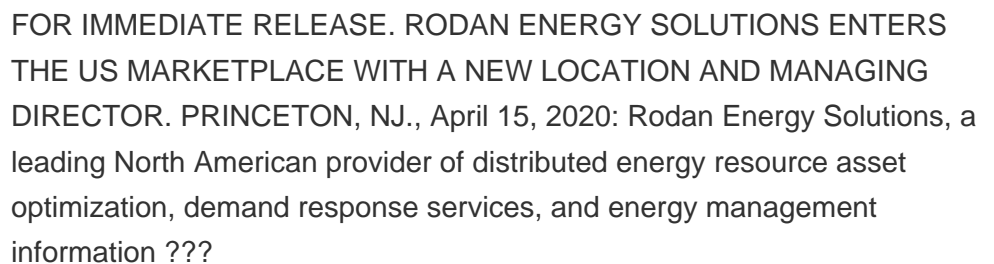 FOR IMMEDIATE RELEASE. RODAN ENERGY SOLUTIONS ENTERS
THE US MARKETPLACE WITH A NEW LOCATION AND MANAGING
DIRECTOR. PRINCETON, NJ., April 15, 2020: Rodan Energy Solutions, a
leading North American provider of distributed energy resource asset
optimization, demand response services, and energy management
information ???